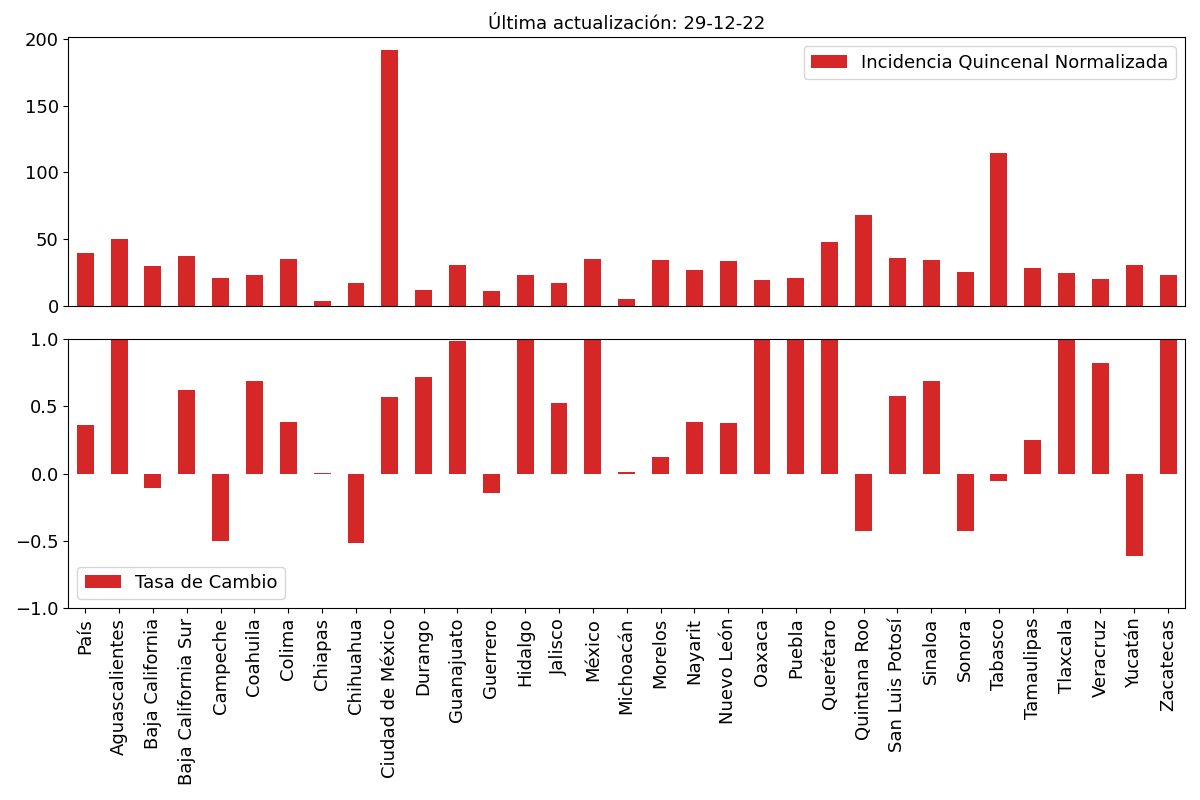 Última actualización: 29-12-22
200
150
100
50
0
Incidencia Quincenal Normalizada
1.0
0.5
0.0
−0.5
−1.0
Tasa de Cambio
País
Aguascalientes
Baja California
Baja California Sur
Campeche
Coahuila
Colima
Chiapas
Chihuahua
Ciudad de México
Durango
Guanajuato
Guerrero
Hidalgo
Jalisco
México
Michoacán
Morelos
Nayarit
Nuevo León
Oaxaca
Puebla
Querétaro
Quintana Roo
San Luis Potosí
Sinaloa
Sonora
Tabasco
Tamaulipas
Tlaxcala
Veracruz
Yucatán
Zacatecas